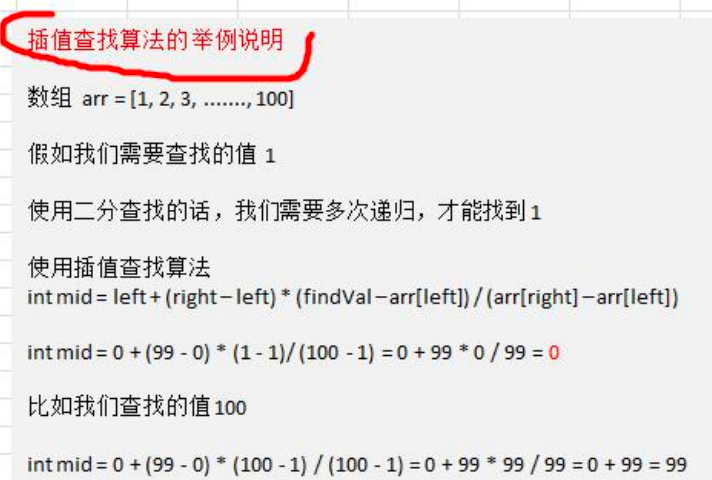 插值查找算法的举例说明
数组 arr = [1, 2, 3, ......., 100]
假如我们需要查找的值 1
使用二分查找的话，我们需要多次递归，才能找到 1
使用插值查找算法
int mid = left + (right – left) * (findVal – arr[left]) / (arr[right] – arr[left])
int mid = 0 + (99 - 0) * (1 - 1)/ (100 - 1) = 0 + 99 * 0 / 99 = 0
比如我们查找的值 100
int mid = 0 + (99 - 0) * (100 - 1) / (100 - 1) = 0 + 99 * 99 / 99 = 0 + 99 = 99